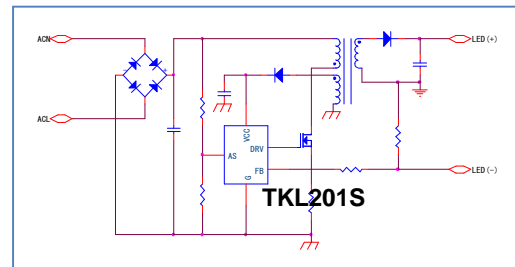 ACN
LED(+)
ACL
VCC
DRV
AS
FB
G
LED(-)
TKL201S